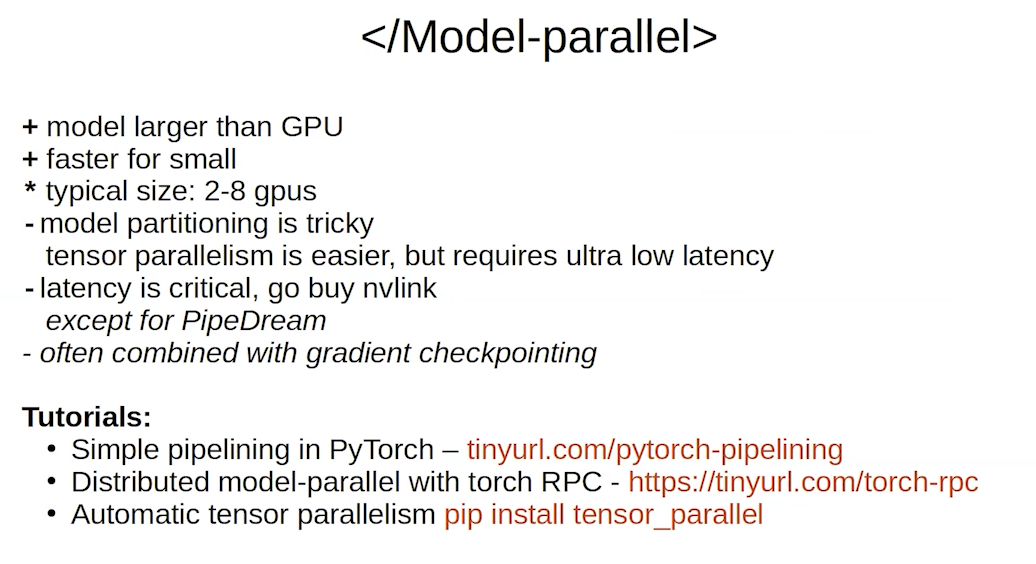 </Model-parallel>
+ model larger than GPU
+ faster for small
* typical size: 2-8 gpus
- model partitioning is tricky
tensor parallelism is easier, but requires ultra low latency
- latency is critical, go buy nvlink
except for PipeDream
- often combined with gradient checkpointing
Tutorials:
• Simple pipelining in PyTorch – tinyurl.com/pytorch-pipelining
• Distributed model-parallel with torch RPC - https://tinyurl.com/torch-rpc
• Automatic tensor parallelism pip install tensor_parallel